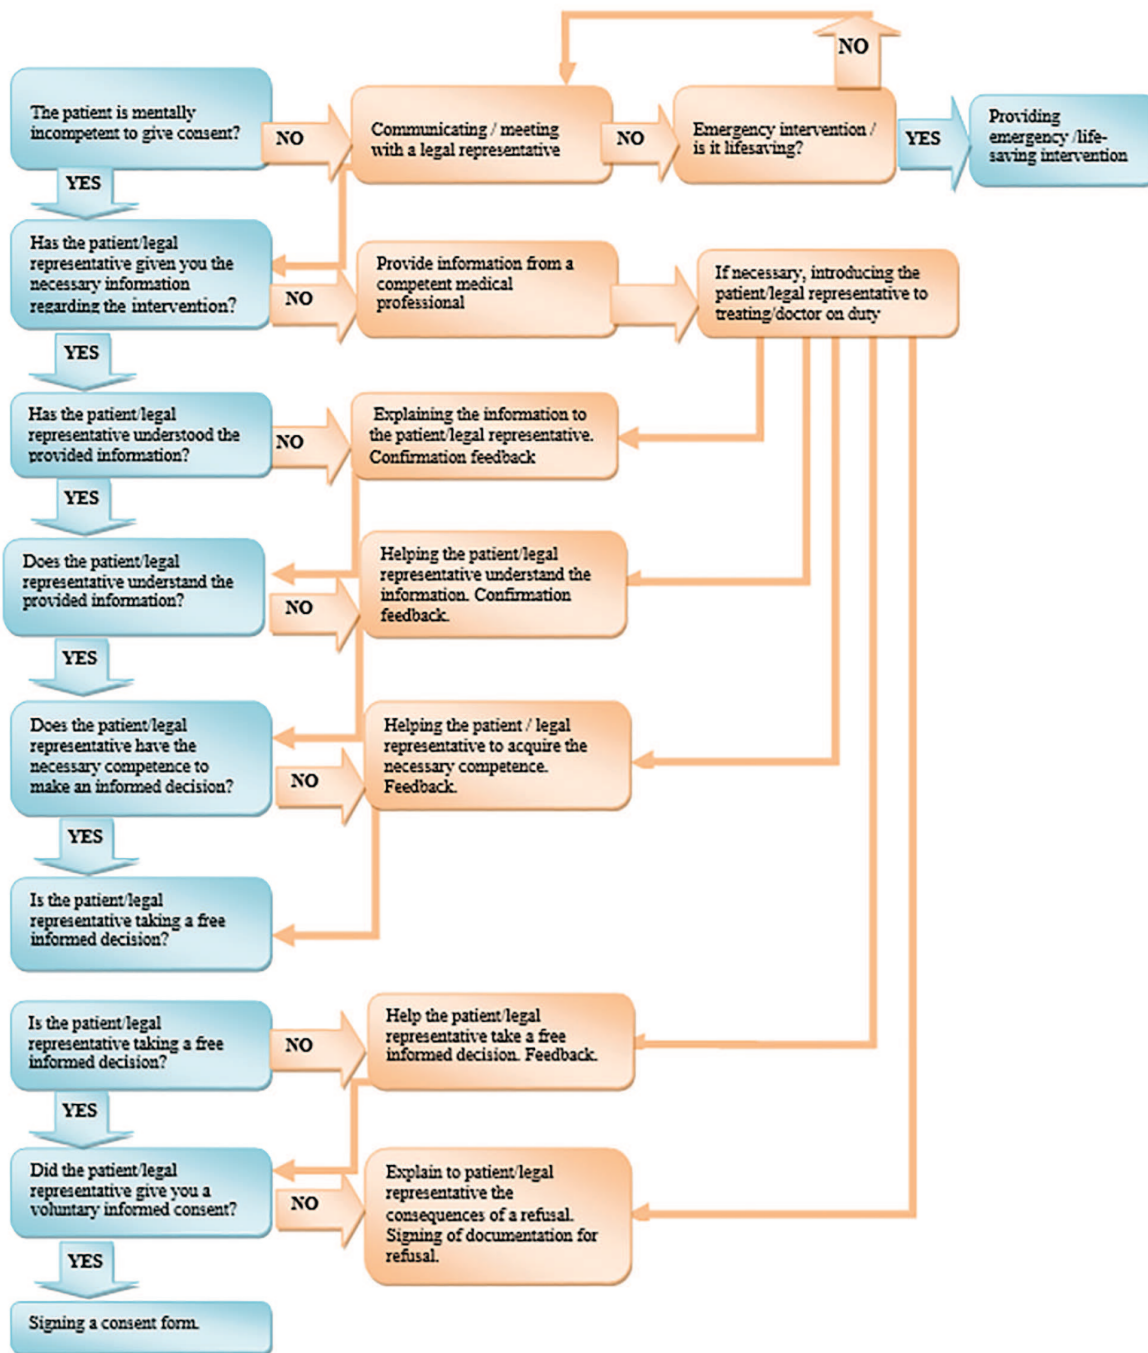 NO
The patient is mentally
incompetent to give consent?
NO
Communicating / meeting
with a legal representative
NO
Emergency intervention /
is it lifesaving?
YES
Providing
emergency /life-
saving intervention
YES
Has the patient/legal
representative given you the
necessary information
regarding the intervention?
NO
Provide information from a
competent medical
professional
If necessary, introducing the
patient/legal representative to
treating/doctor on duty
YES
Has the patient/legal
representative understood the
provided information?
NO
Explaining the information to
the patient/legal representative.
Confirmation feedback
YES
Does the patient/legal
representative understand the
provided information?
NO
Helping the patient/legal
representative understand the
information. Confirmation
feedback.
YES
Does the patient/legal
representative have the
necessary competence to
make an informed decision?
NO
Helping the patient / legal
representative to acquire the
necessary competence.
Feedback.
YES
Is the patient/legal
representative taking a free
informed decision?
Is the patient/legal
representative taking a free
informed decision?
NO
Help the patient/legal
representative take a free
informed decision. Feedback.
YES
Did the patient/legal
representative give you a
voluntary informed consent?
NO
Explain to patient/legal
representative the
consequences of a refusal.
Signing of documentation for
refusal.
YES
Signing a consent form.